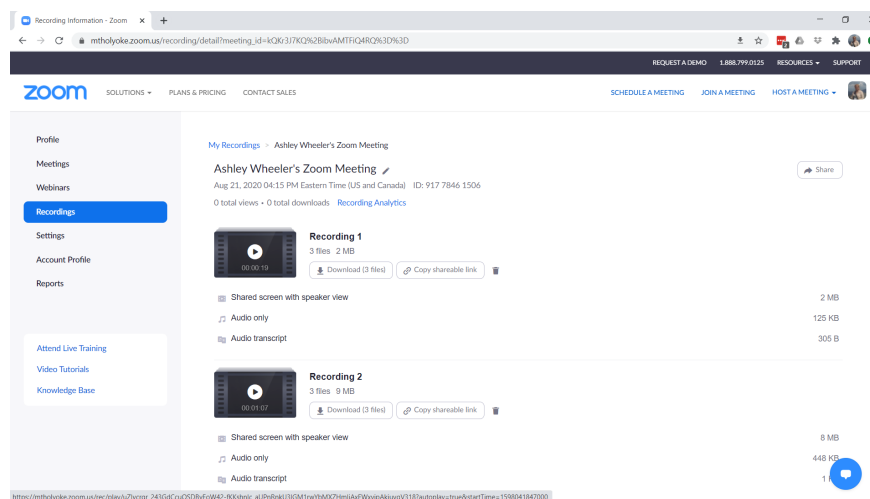 Recording Information - Zoom
mtholyoke.zoom.us/recording/detail?meeting_id=kQKr3J7KQ%2BibvAMTFiQ4RQ%3D%3D
REQUEST A DEMO 1.888.799.0125 RESOURCES SUPPORT
zoom SOLUTIONS PLANS & PRICING CONTACT SALES SCHEDULE A MEETING JOIN A MEETING HOST A MEETING
Profile
Meetings
Webinars
Recordings
Settings
Account Profile
Reports
Attend Live Training
Video Tutorials
Knowledge Base
My Recordings > Ashley Wheeler's Zoom Meeting
Ashley Wheeler's Zoom Meeting
Share
Aug 21, 2020 04:15 PM Eastern Time (US and Canada) ID: 917 7846 1506
0 total views • 0 total downloads Recording Analytics
Recording 1
3 files 2 MB
00:00:19
Download (3 files) Copy shareable link
Shared screen with speaker view 2 MB
Audio only 125 KB
Audio transcript 305 B
Recording 2
3 files 9 MB
00:01:07
Download (3 files) Copy shareable link
Shared screen with speaker view 8 MB
Audio only 448 KB
Audio transcript 1